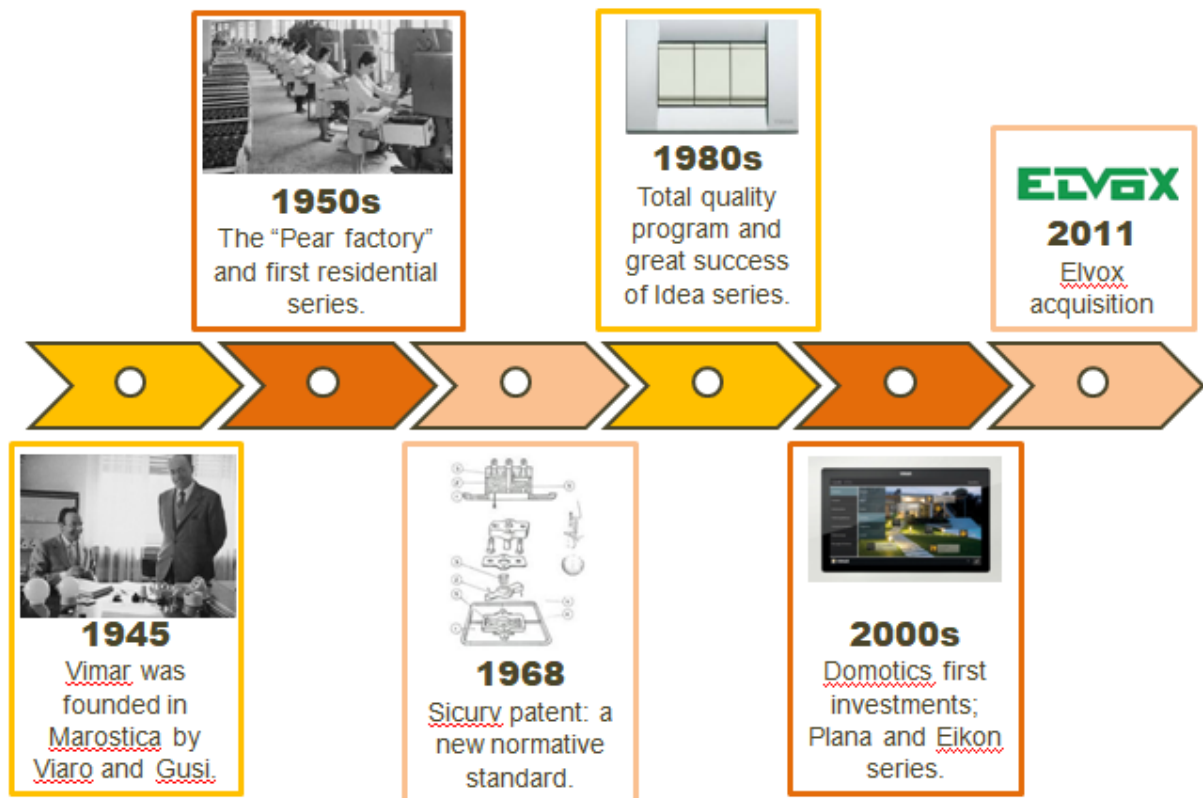 1945
Vimar was
founded in
Marostica by
Viaro and Gusi.
1950s
The “Pear factory”
and first residential
series.
1968
Sicurv patent: a
new normative
standard.
1980s
Total quality
program and
great success
of Idea series.
2000s
Domotics first
investments;
Plana and Eikon
series.
ELVOX
2011
Elvox
acquisition